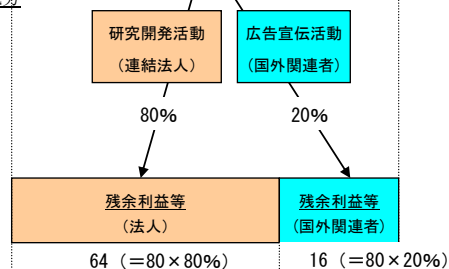 研究開発活動
（連結法人）
広告宣伝活動
（国外関連者）
80%
20%
残余利益等
（法人）
残余利益等
（国外関連者）
64（＝80×80%）
16（＝80×20%）